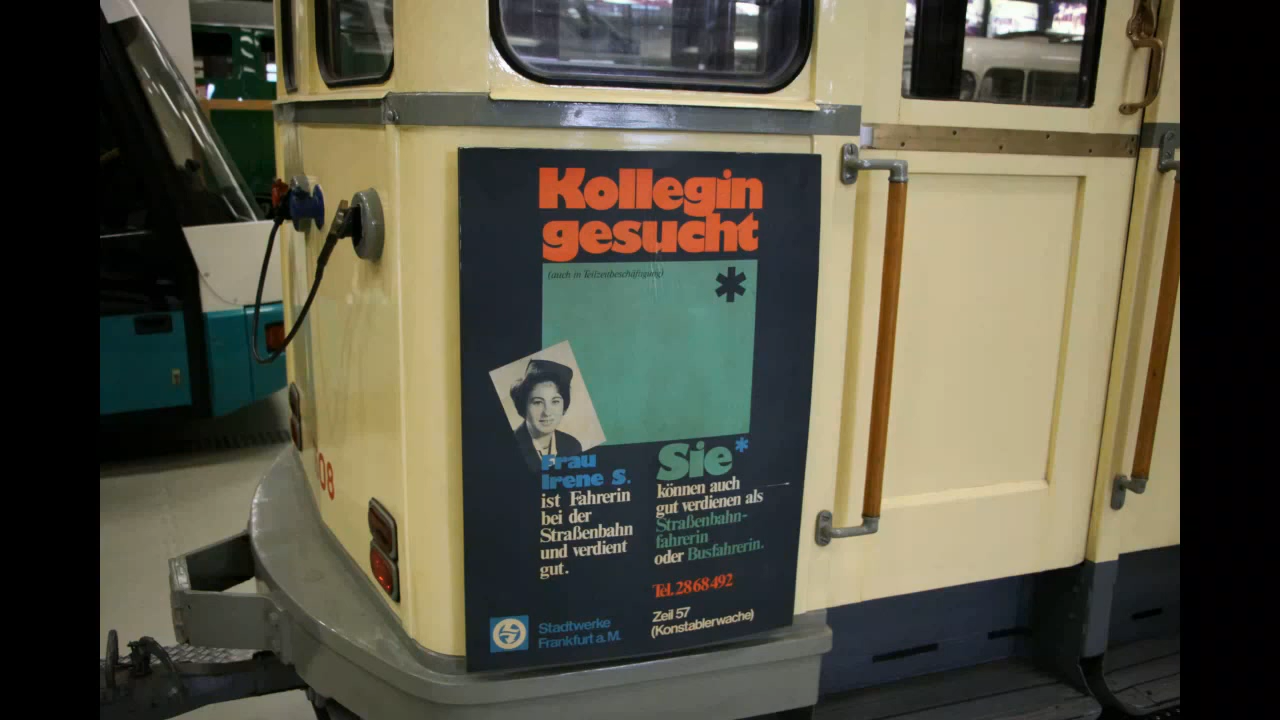 Kollegin
gesucht
(auch in Teilzeitbeschäftigung)
*
Frau
Irene S.
ist Fahrerin
bei der
Straßenbahn
und verdient
gut.
Sie*
können auch
gut verdienen als
Straßenbahn-
fahrerin
oder Busfahrerin.
Tel. 2868492
Zeil 57
(Konstablerwache)
Stadtwerke
Frankfurt a. M.
08